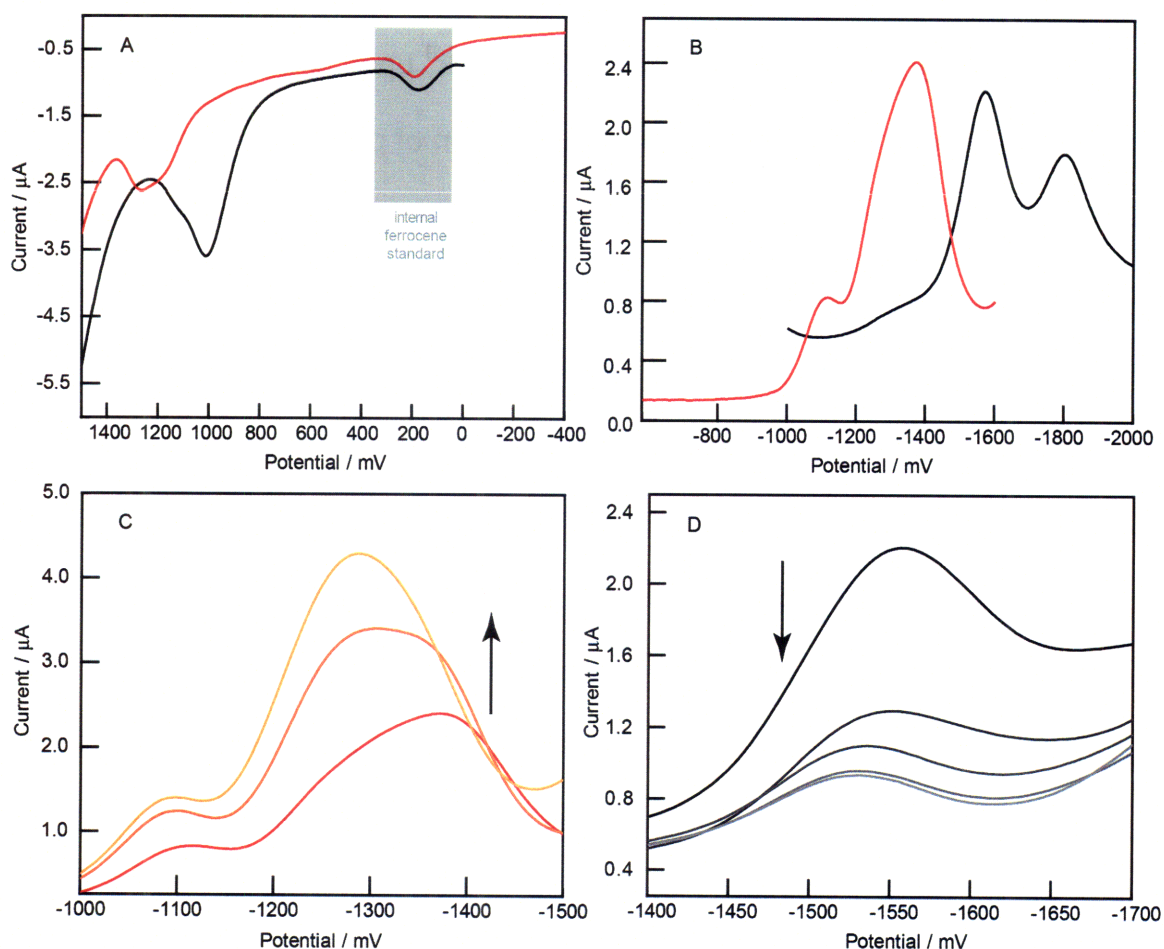 A
-0.5
-1.5
-2.5
-3.5
-4.5
-5.5
Current / µA
internal
ferrocene
standard
1400 1200 1000 800 600 400 200 0 -200 -400
Potential / mV
B
2.4
2.0
1.6
1.2
0.8
0.4
0.0
Current / µA
-800 -1000 -1200 -1400 -1600 -1800 -2000
Potential / mV
C
5.0
4.0
3.0
2.0
1.0
Current / µA
-1000 -1100 -1200 -1300 -1400 -1500
Potential / mV
D
2.4
2.0
1.6
1.2
0.8
0.4
Current / µA
-1400 -1450 -1500 -1550 -1600 -1650 -1700
Potential / mV